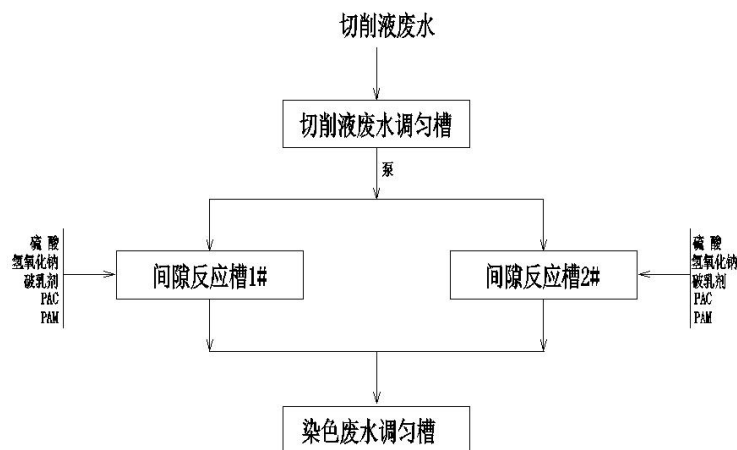 切削液废水
切削液废水调匀槽
泵
硫 酸
氢氧化钠
破乳剂
PAC
PAM
间隙反应槽1#
间隙反应槽2#
硫 酸
氢氧化钠
破乳剂
PAC
PAM
染色废水调匀槽